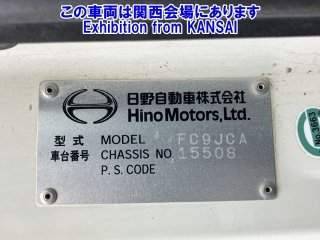 この車両は関西会場にあります
Exhibition from KANSAI
日野自動車株式会社
Hino Motors, Ltd.
型式 MODEL FC9JCA
車台番号 CHASSIS NO. 15508
P.S.CODE